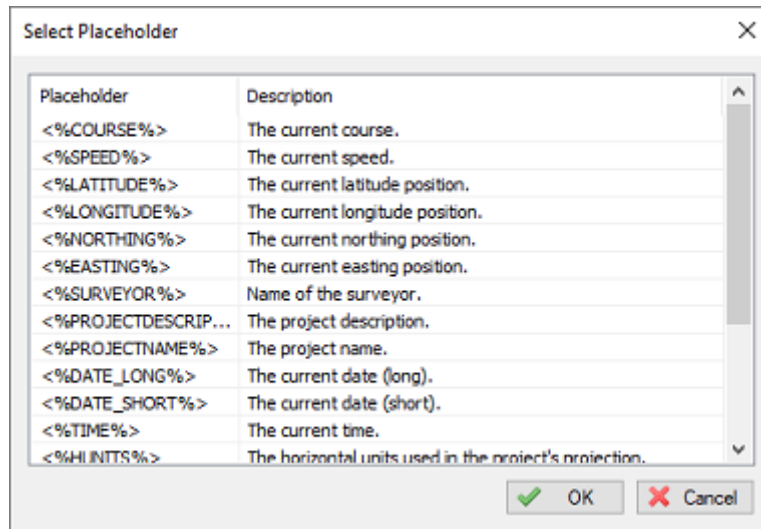 Select Placeholder
Placeholder Description
<%COURSE%> The current course.
<%SPEED%> The current speed.
<%LATITUDE%> The current latitude position.
<%LONGITUDE%> The current longitude position.
<%NORTHING%> The current northing position.
<%EASTING%> The current easting position.
<%SURVEYOR%> Name of the surveyor.
<%PROJECTDESCRIP... The project description.
<%PROJECTNAME%> The project name.
<%DATE_LONG%> The current date (long).
<%DATE_SHORT%> The current date (short).
<%TIME%> The current time.
<%HUNITS%> The horizontal units used in the project's projection.
OK Cancel